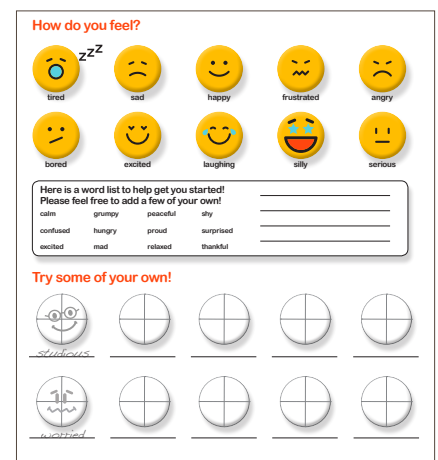 How do you feel?
zzz
tired sad happy frustrated angry
bored excited laughing silly serious
Here is a word list to help get you started!
Please feel free to add a few of your own!
calm grumpy peaceful shy
confused hungry proud surprised
excited mad relaxed thankful
Try some of your own!
studious
worried